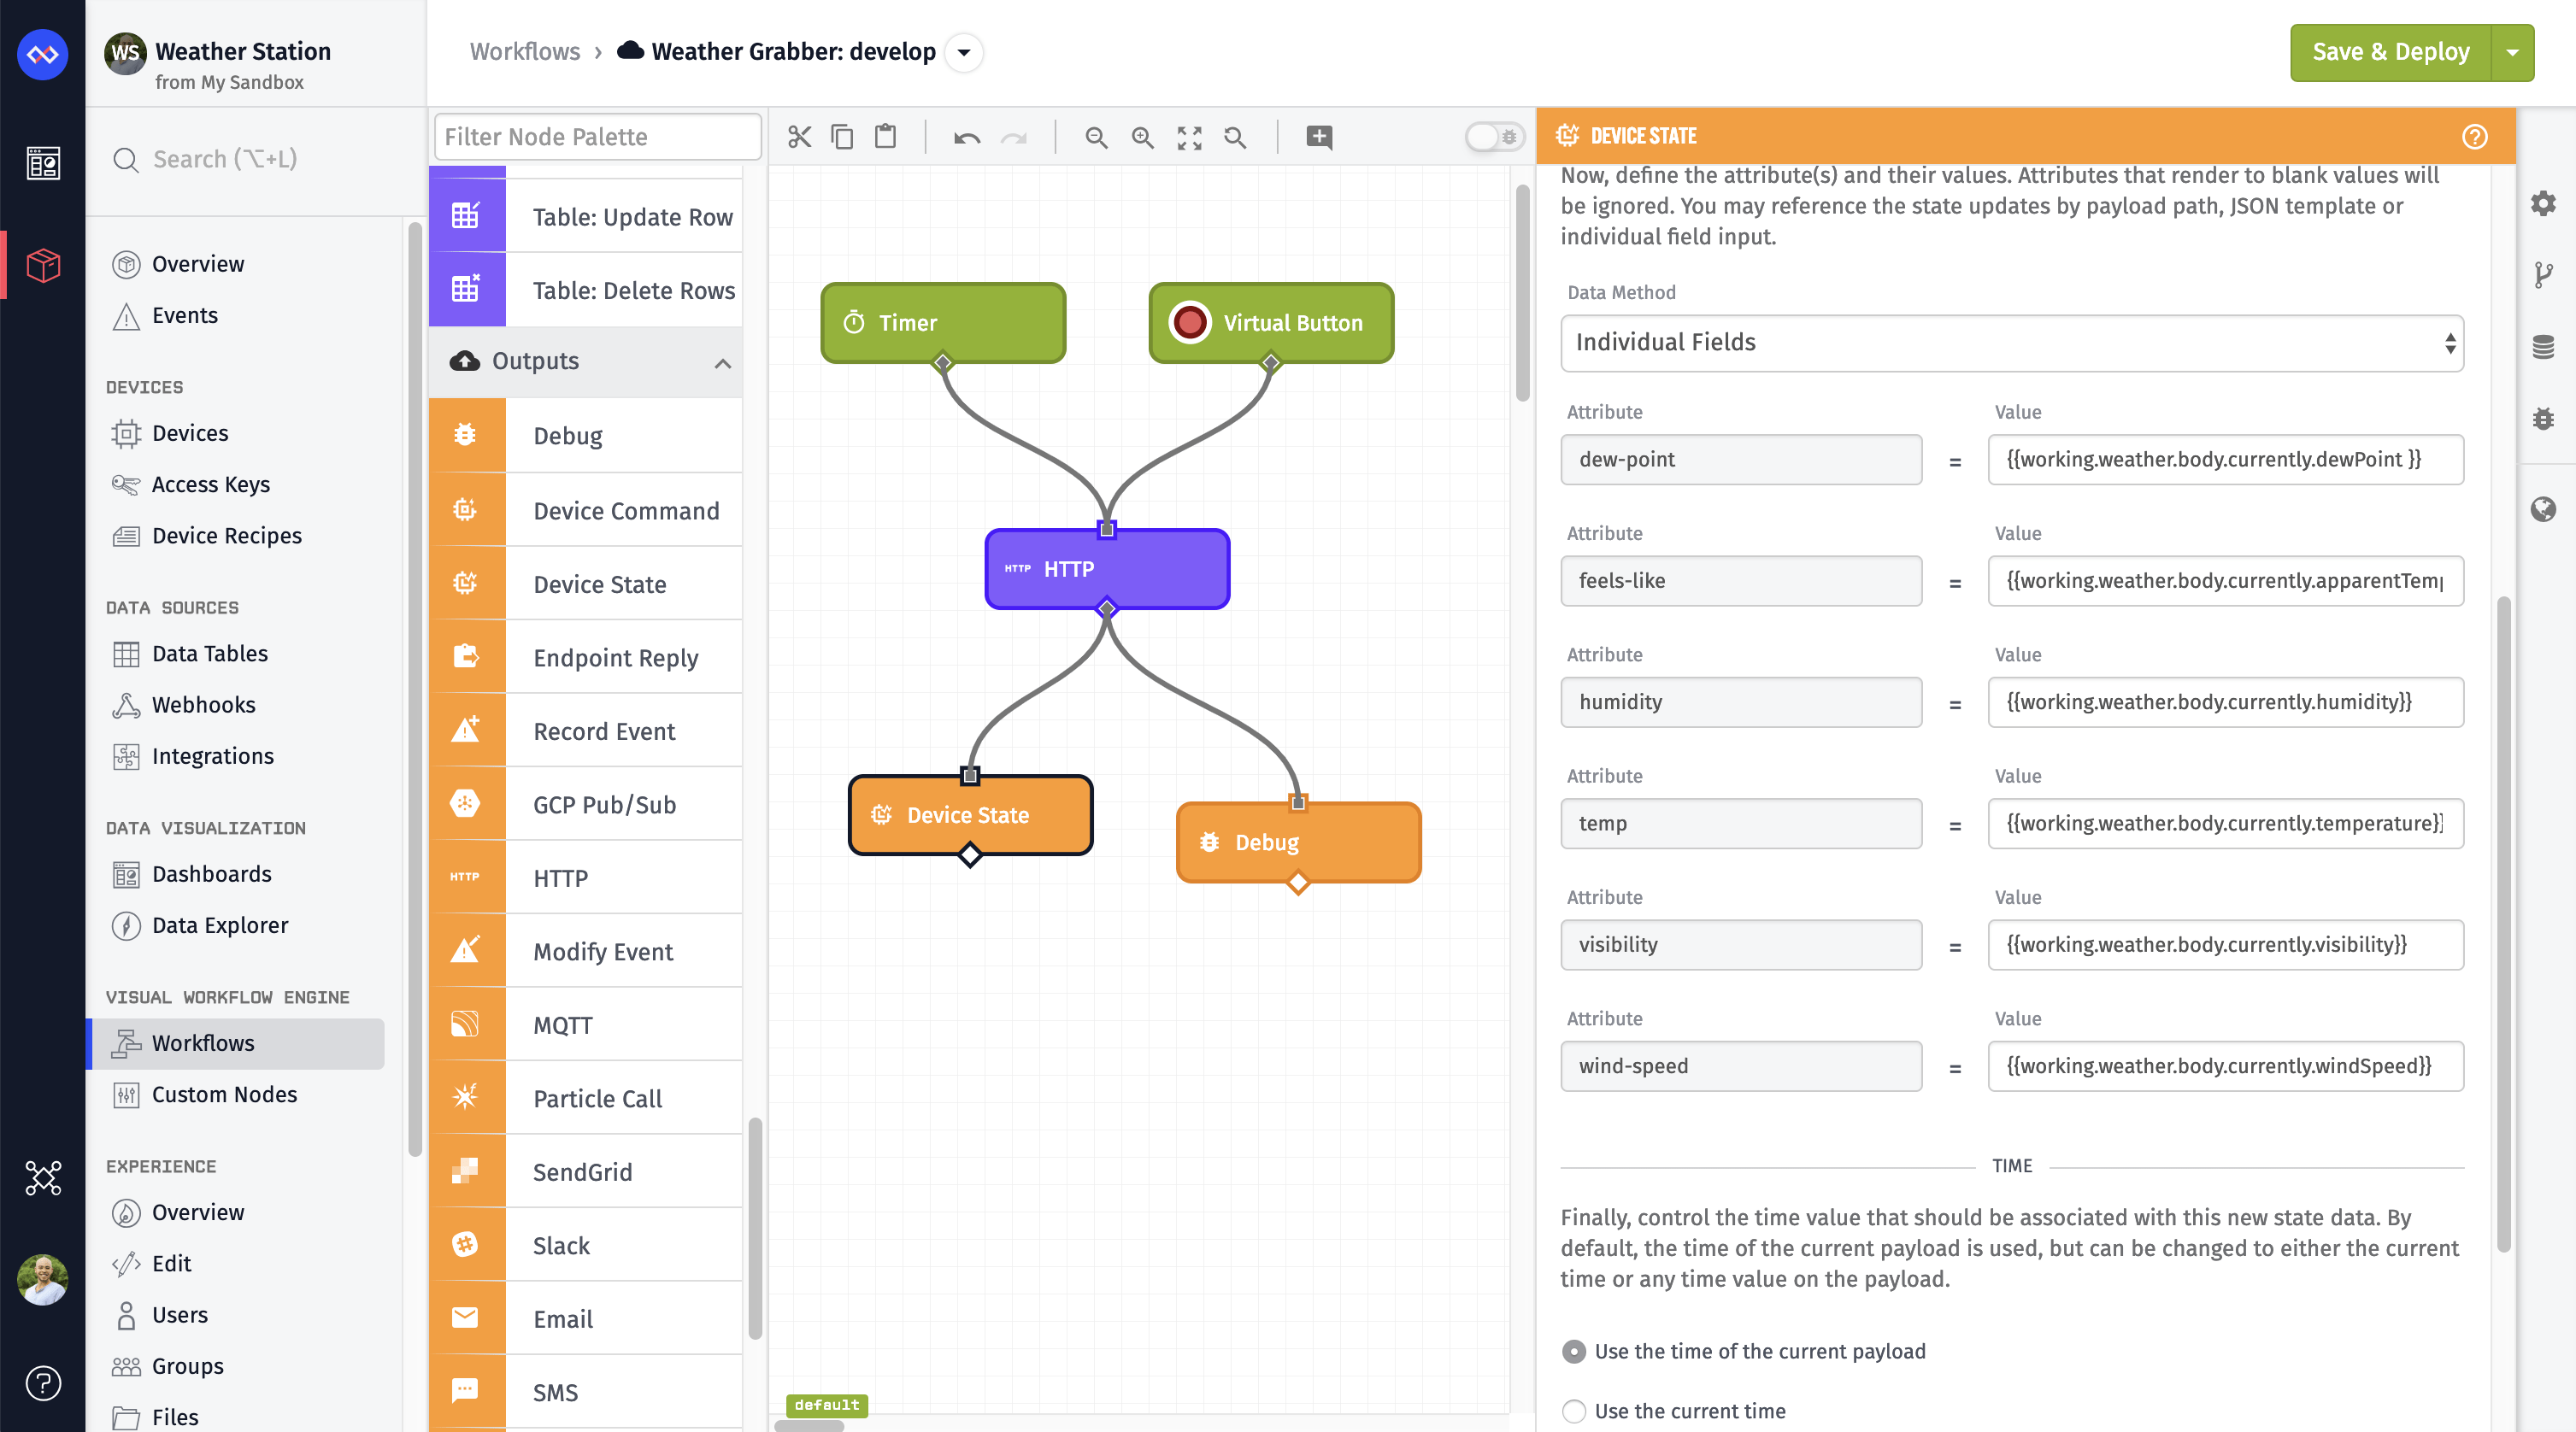 WS
Weather Station
from My Sandbox
Workflows › Weather Grabber: develop
Save & Deploy
Search (⌥+L)
Overview
Events
DEVICES
Devices
Access Keys
Device Recipes
DATA SOURCES
Data Tables
Webhooks
Integrations
DATA VISUALIZATION
Dashboards
Data Explorer
VISUAL WORKFLOW ENGINE
Workflows
Custom Nodes
EXPERIENCE
Overview
Edit
Users
Groups
Files
Filter Node Palette
Table: Update Row
Table: Delete Rows
Outputs
Debug
Device Command
Device State
Endpoint Reply
Record Event
GCP Pub/Sub
HTTP HTTP
Modify Event
MQTT
Particle Call
SendGrid
Slack
Email
SMS
Timer
Virtual Button
HTTP HTTP
Device State
Debug
default
DEVICE STATE
Now, define the attribute(s) and their values. Attributes that render to blank values will
be ignored. You may reference the state updates by payload path, JSON template or
individual field input.
Data Method
Individual Fields
Attribute Value
dew-point = {{working.weather.body.currently.dewPoint }}
Attribute Value
feels-like = {{working.weather.body.currently.apparentTemp
Attribute Value
humidity = {{working.weather.body.currently.humidity}}
Attribute Value
temp = {{working.weather.body.currently.temperature}}
Attribute Value
visibility = {{working.weather.body.currently.visibility}}
Attribute Value
wind-speed = {{working.weather.body.currently.windSpeed}}
TIME
Finally, control the time value that should be associated with this new state data. By
default, the time of the current payload is used, but can be changed to either the current
time or any time value on the payload.
Use the time of the current payload
Use the current time